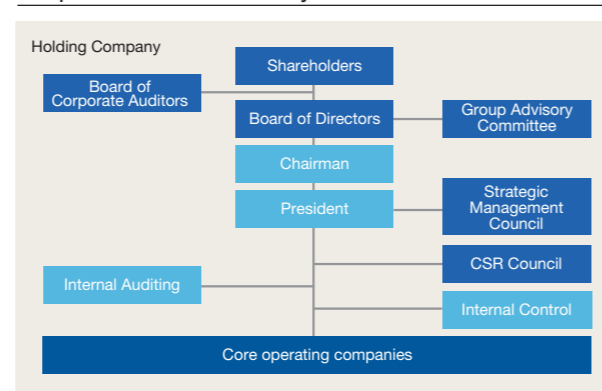 Holding Company
Shareholders
Board of
Corporate Auditors
Board of Directors
Group Advisory
Committee
Chairman
President
Strategic
Management
Council
CSR Council
Internal Auditing
Internal Control
Core operating companies